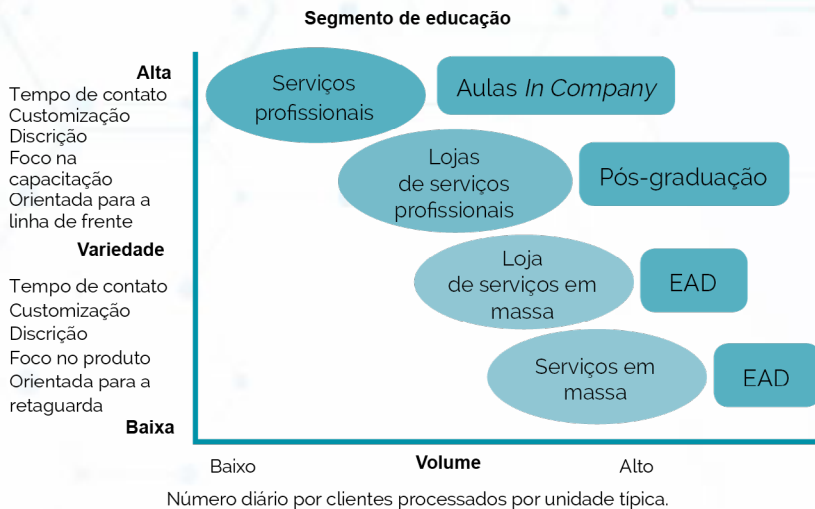 Segmento de educação
Alta
Tempo de contato
Customização
Discrição
Foco na
capacitação
Orientada para a
linha de frente
Variedade
Tempo de contato
Customização
Discrição
Foco no produto
Orientada para a
retaguarda
Baixa
Serviços
profissionais
Aulas In Company
Lojas
de serviços
profissionais
Pós-graduação
Loja
de serviços em
massa
EAD
Serviços em
massa
EAD
Baixo
Volume
Alto
Número diário por clientes processados por unidade típica.